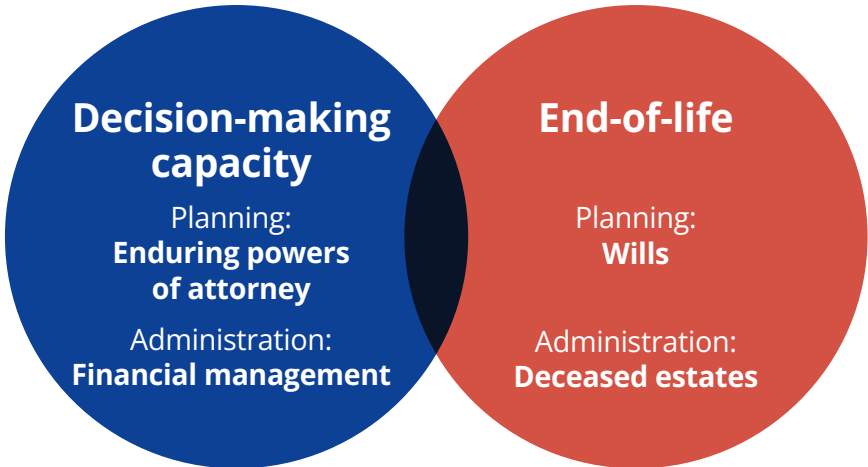 Decision-making
capacity
Planning:
Enduring powers
of attorney
Administration:
Financial management
End-of-life
Planning:
Wills
Administration:
Deceased estates